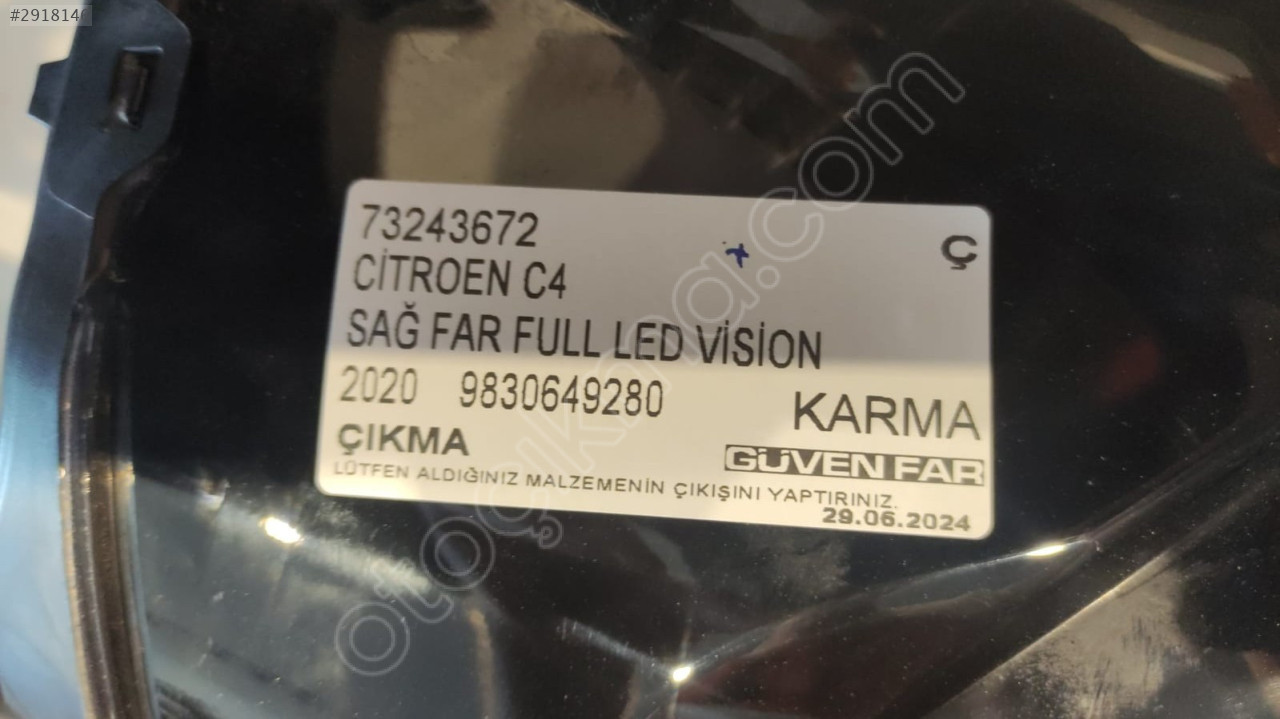 #291814
73243672
Ç
CİTROEN C4
SAĞ FAR FULL LED VİSİON
2020 9830649280
KARMA
ÇIKMA
GÜVEN FAR
LÜTFEN ALDIĞINIZ MALZEMENİN ÇIKIŞINI YAPTIRINIZ.
29.06.2024
otoçıkma.com